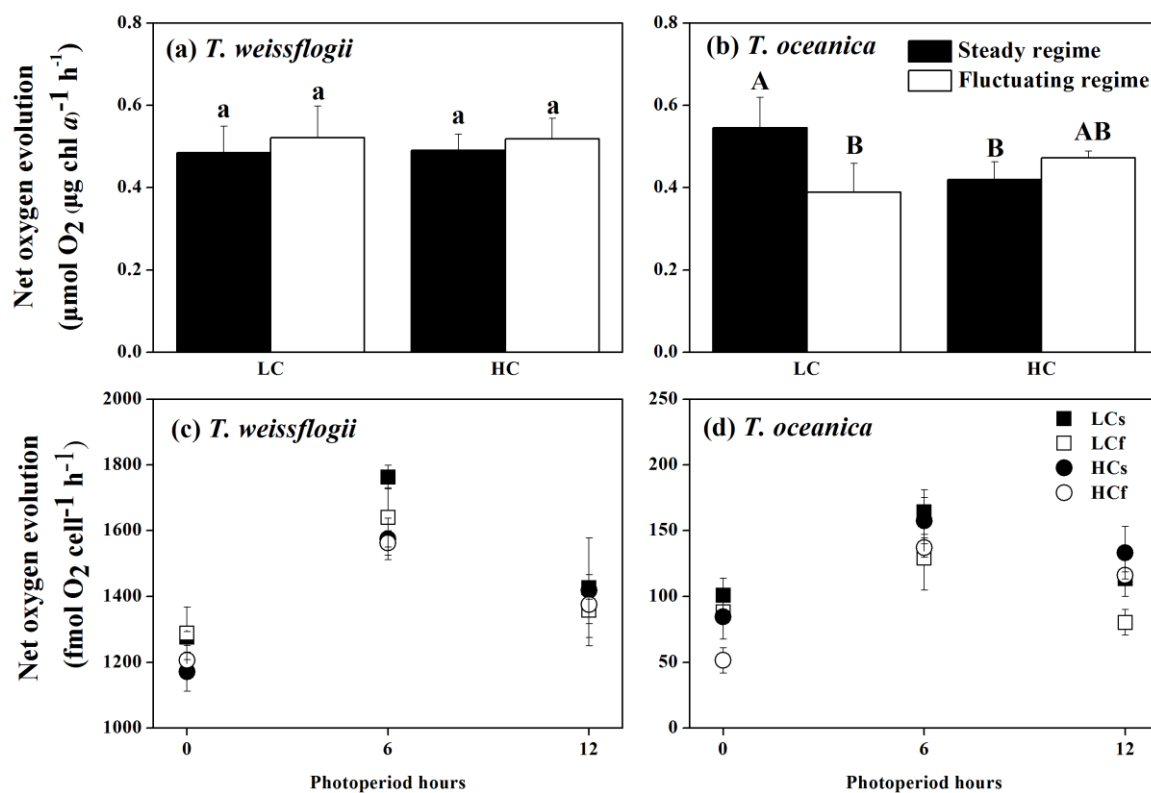 Net oxygen evolution
(μmol O2 (μg chl a)-1 h-1)
(a) T. weissflogii
0.8
0.6
0.4
0.2
0.0
a
a
a
a
LC
HC
(b) T. oceanica
Steady regime
Fluctuating regime
0.8
0.6
0.4
0.2
0.0
A
B
B
AB
LC
HC
Net oxygen evolution
(fmol O2 cell-1 h-1)
(c) T. weissflogii
2000
1800
1600
1400
1200
1000
0
6
12
Photoperiod hours
(d) T. oceanica
LCs
LCf
HCs
HCf
250
200
150
100
50
0
0
6
12
Photoperiod hours